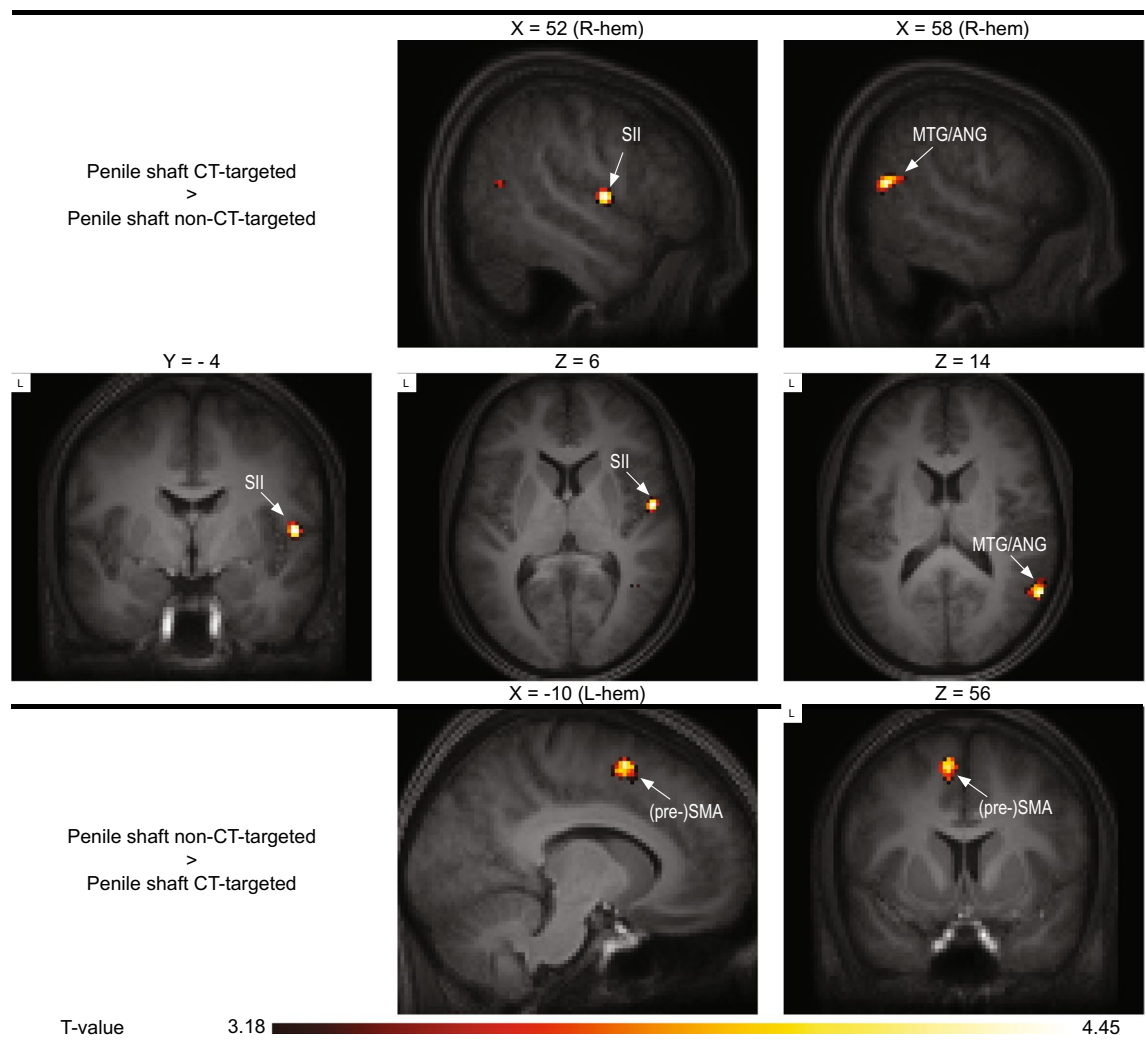 X = 52 (R-hem)
X = 58 (R-hem)
SII
MTG/ANG
Penile shaft CT-targeted
>
Penile shaft non-CT-targeted
Y = - 4
Z = 6
Z = 14
L
L
L
SII
SII
MTG/ANG
X = -10 (L-hem)
Z = 56
L
(pre-)SMA
(pre-)SMA
Penile shaft non-CT-targeted
>
Penile shaft CT-targeted
T-value
3.18
4.45